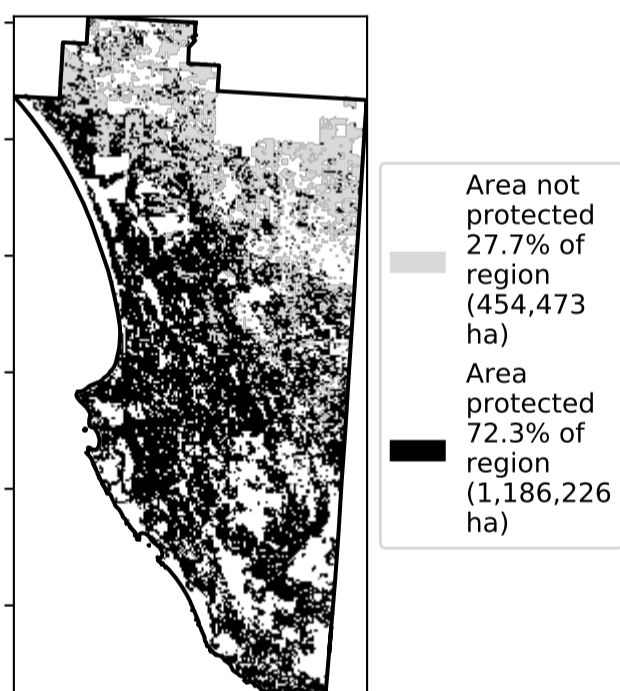 Area not
protected
27.7% of
region
(454,473
ha)
Area
protected
72.3% of
region
(1,186,226
ha)